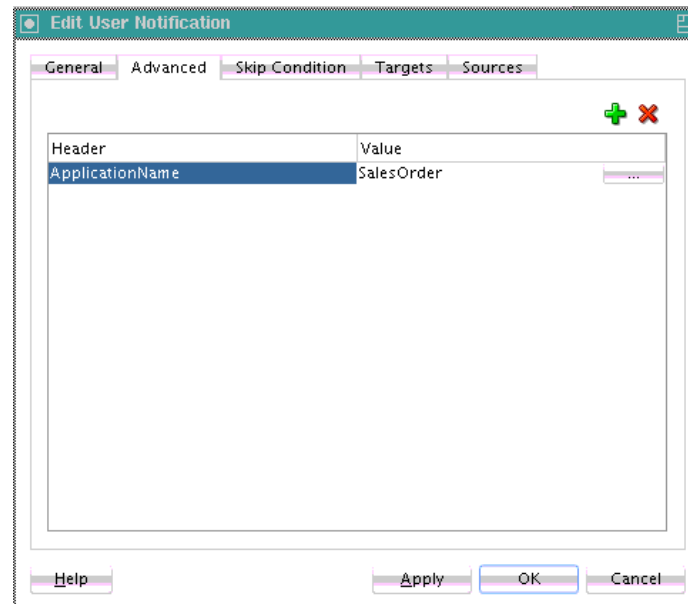 Edit User Notification
General Advanced Skip Condition Targets Sources
Header Value
ApplicationName SalesOrder ...
Help Apply OK Cancel